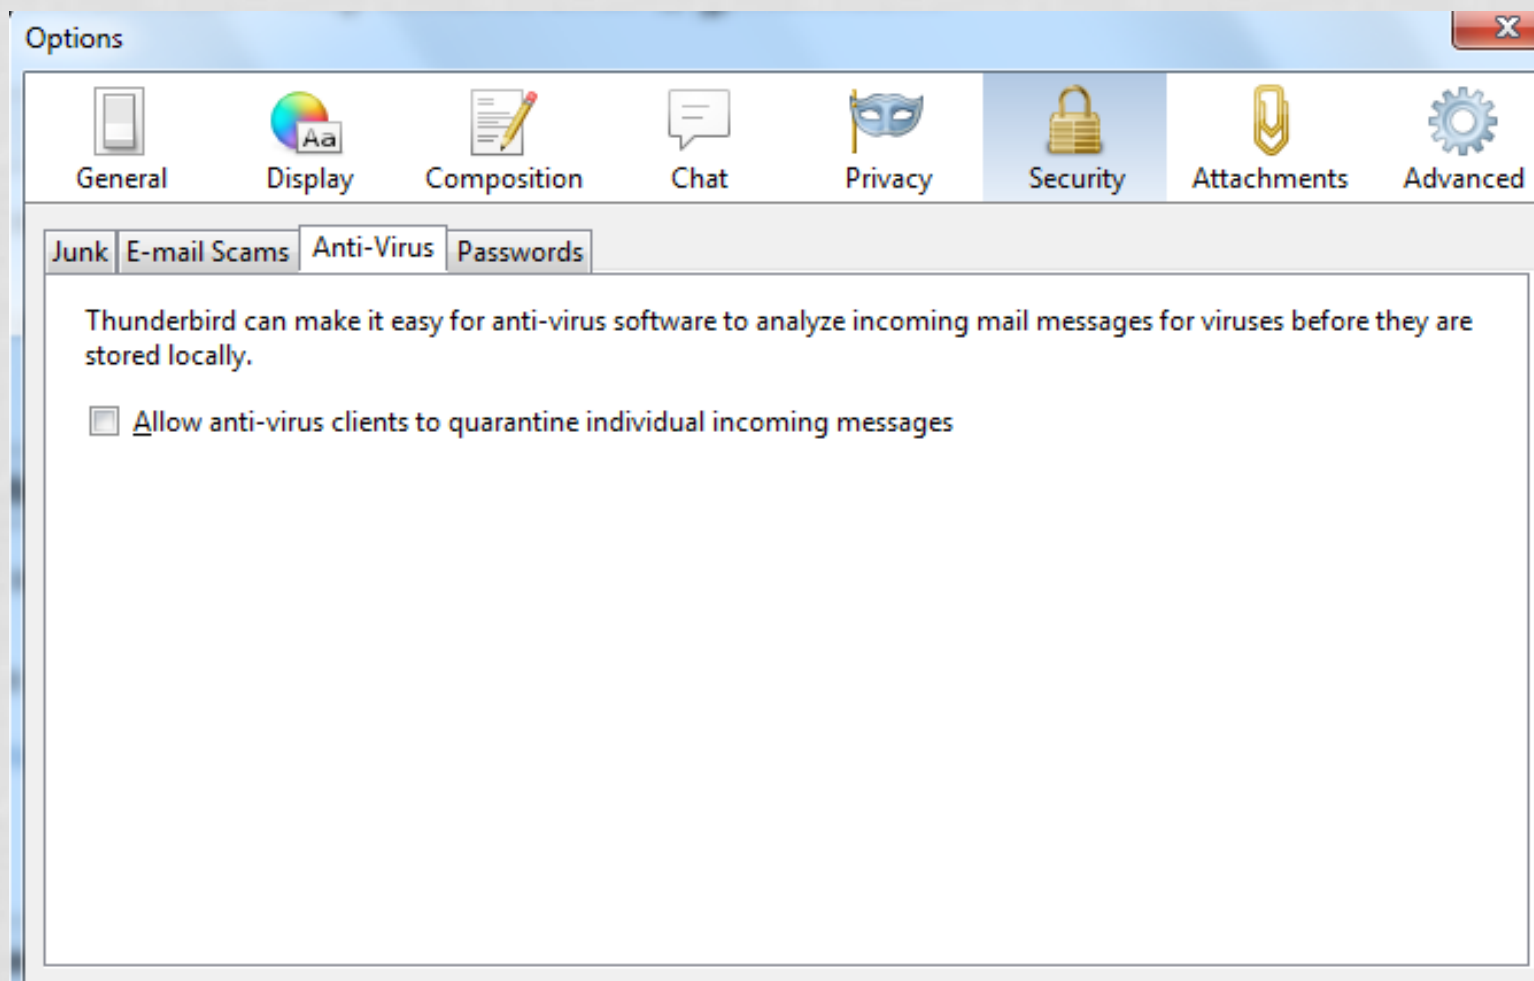 Options
Aa
General Display Composition Chat Privacy Security Attachments Advanced
Junk E-mail Scams Anti-Virus Passwords
Thunderbird can make it easy for anti-virus software to analyze incoming mail messages for viruses before they are
stored locally.
Allow anti-virus clients to quarantine individual incoming messages